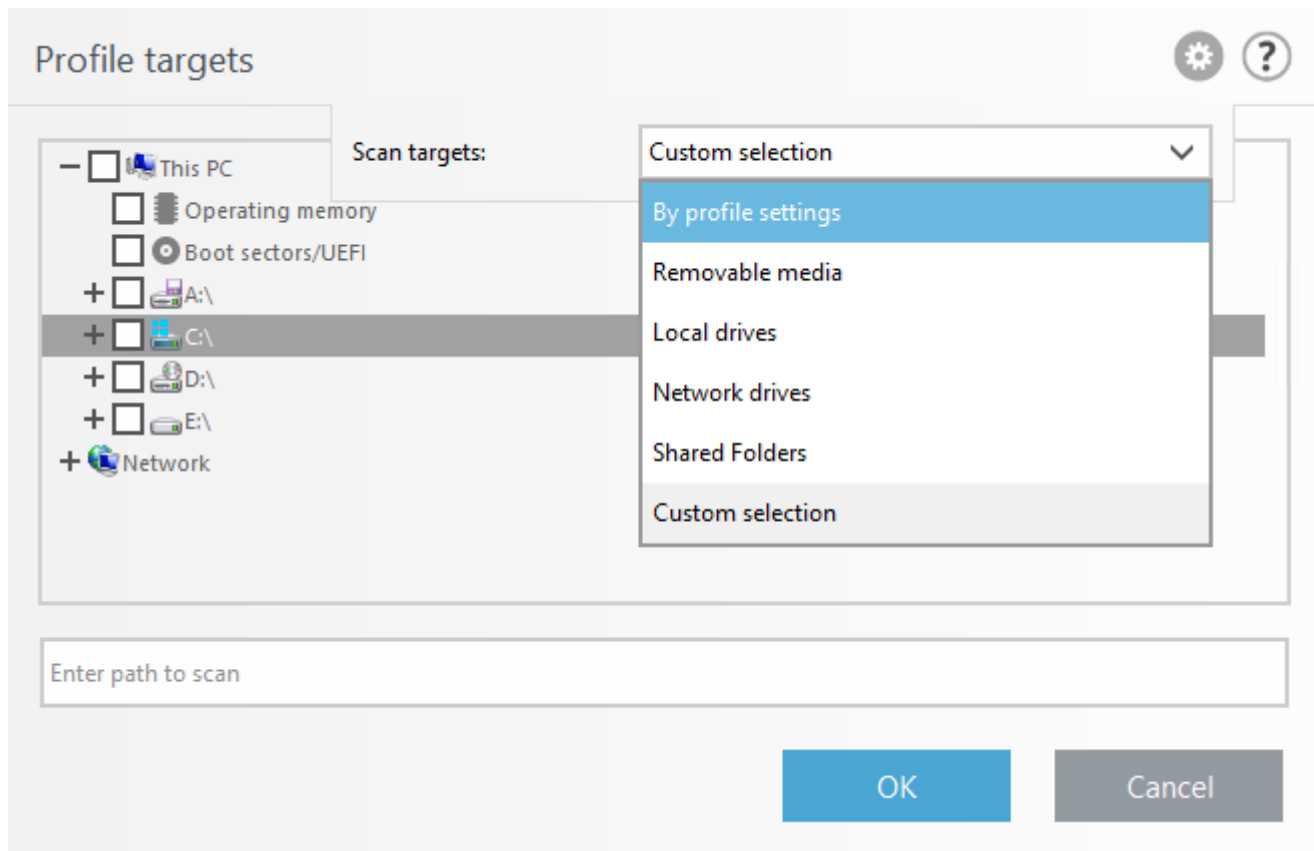 Profile targets
?
Scan targets:
Custom selection
This PC
By profile settings
Operating memory
Boot sectors/UEFI
Removable media
A:\
C:\
Local drives
D:\
Network drives
E:\
Shared Folders
Network
Custom selection
Enter path to scan
OK
Cancel